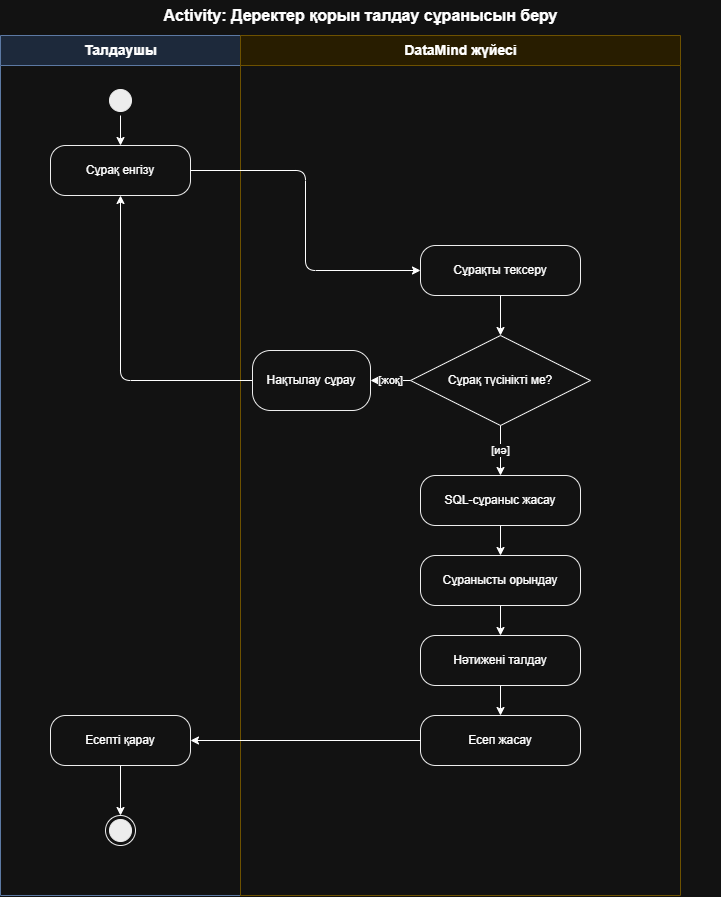 Activity: Деректер қорын талдау сұранысын беру
Талдаушы
DataMind жүйесі
Сұрақ енгізу
Сұрақты тексеру
Сұрақ түсінікті ме?
[жоқ]
Нақтылау сұрау
[иә]
SQL-сұраныс жасау
Сұранысты орындау
Нәтижені талдау
Есеп жасау
Есепті қарау